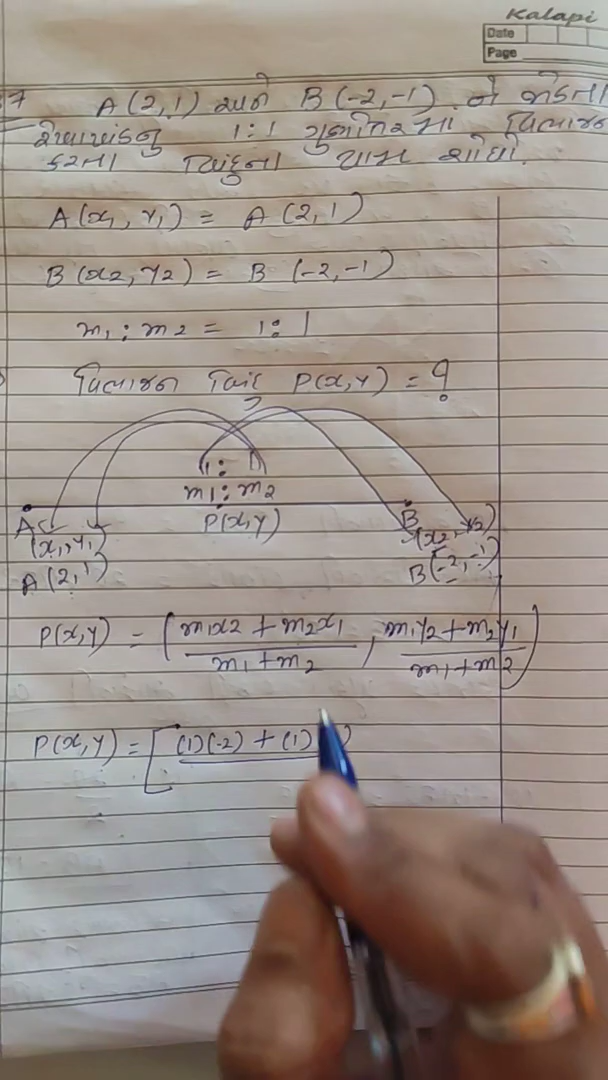 Kalapi
Date
Page
7 A(2,1) અને B(-2,-1) ને જોડતા
રેખાખંડનું 1:1 ગુણોત્તરમાં વિભાજન
કરતા બિંદુના યામ શોધો.
A(x1, y1) = A(2,1)
B(x2, y2) = B(-2,-1)
m1 : m2 = 1:1
વિભાજન બિંદુ P(x,y) = ?
1 : 1
m1 : m2
A P(x,y) B
(x1,y1) (x2,y2)
A(2,1) B(-2,-1)
P(x,y) = ( m1x2 + m2x1 / m1+m2 , m1y2+m2y1 / m1+m2 )
P(x,y) = [ (1)(-2) + (1)